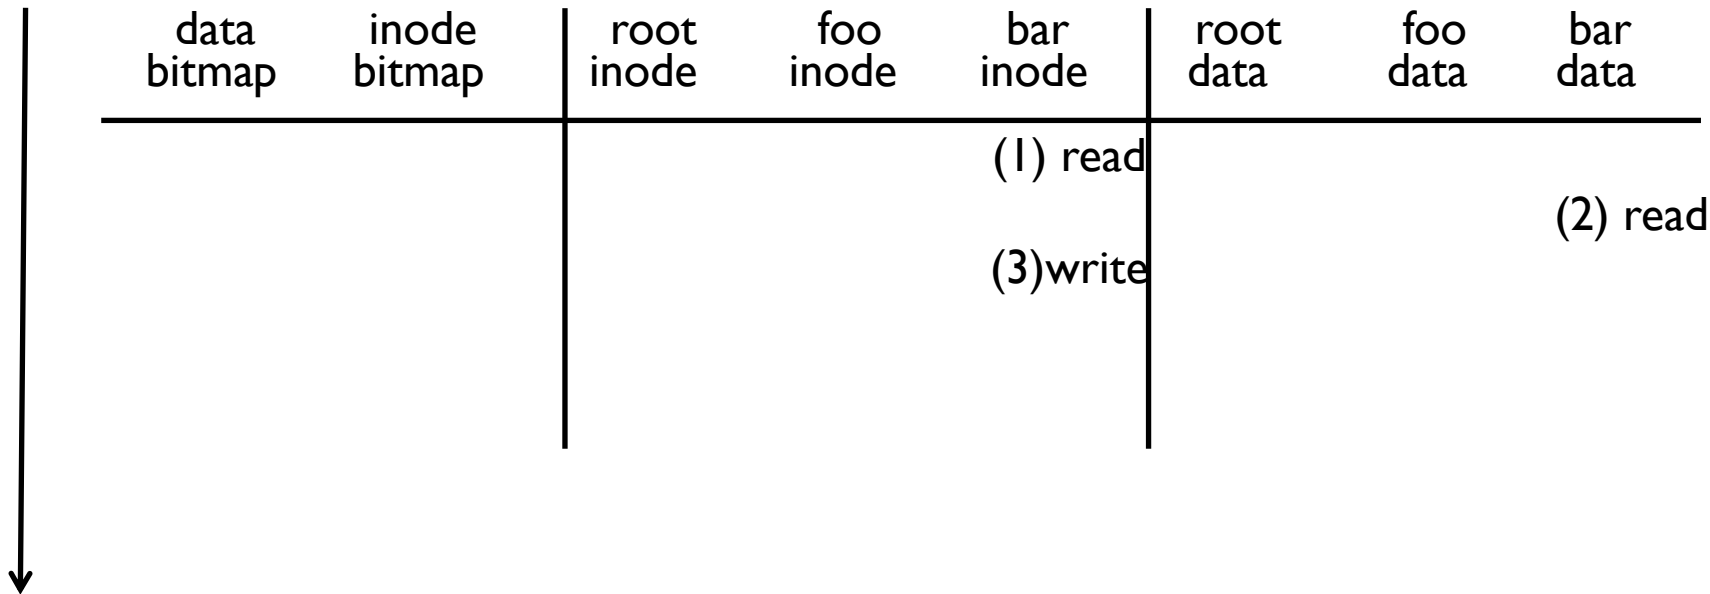 data inode root foo bar root foo bar
bitmap bitmap inode inode inode data data data
(1) read
(2) read
(3)write